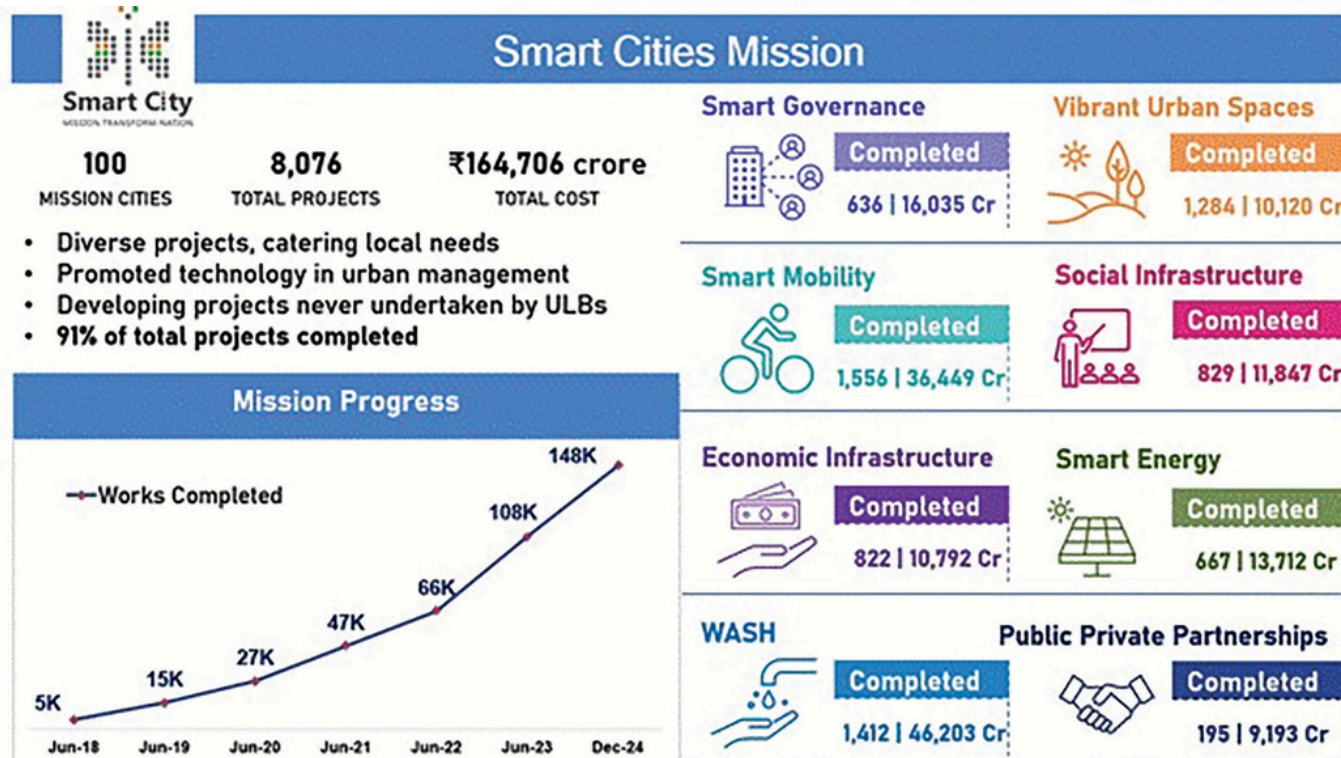 Smart Cities Mission
Smart City
MISSION TRANSFORM NATION
100
MISSION CITIES
8,076
TOTAL PROJECTS
₹164,706 crore
TOTAL COST
• Diverse projects, catering local needs
• Promoted technology in urban management
• Developing projects never undertaken by ULBs
• 91% of total projects completed
Mission Progress
Works Completed
5K
15K
27K
47K
66K
108K
148K
Jun-18 Jun-19 Jun-20 Jun-21 Jun-22 Jun-23 Dec-24
Smart Governance
Completed
636 | 16,035 Cr
Vibrant Urban Spaces
Completed
1,284 | 10,120 Cr
Smart Mobility
Completed
1,556 | 36,449 Cr
Social Infrastructure
Completed
829 | 11,847 Cr
Economic Infrastructure
Completed
822 | 10,792 Cr
Smart Energy
Completed
667 | 13,712 Cr
WASH
Completed
1,412 | 46,203 Cr
Public Private Partnerships
Completed
195 | 9,193 Cr